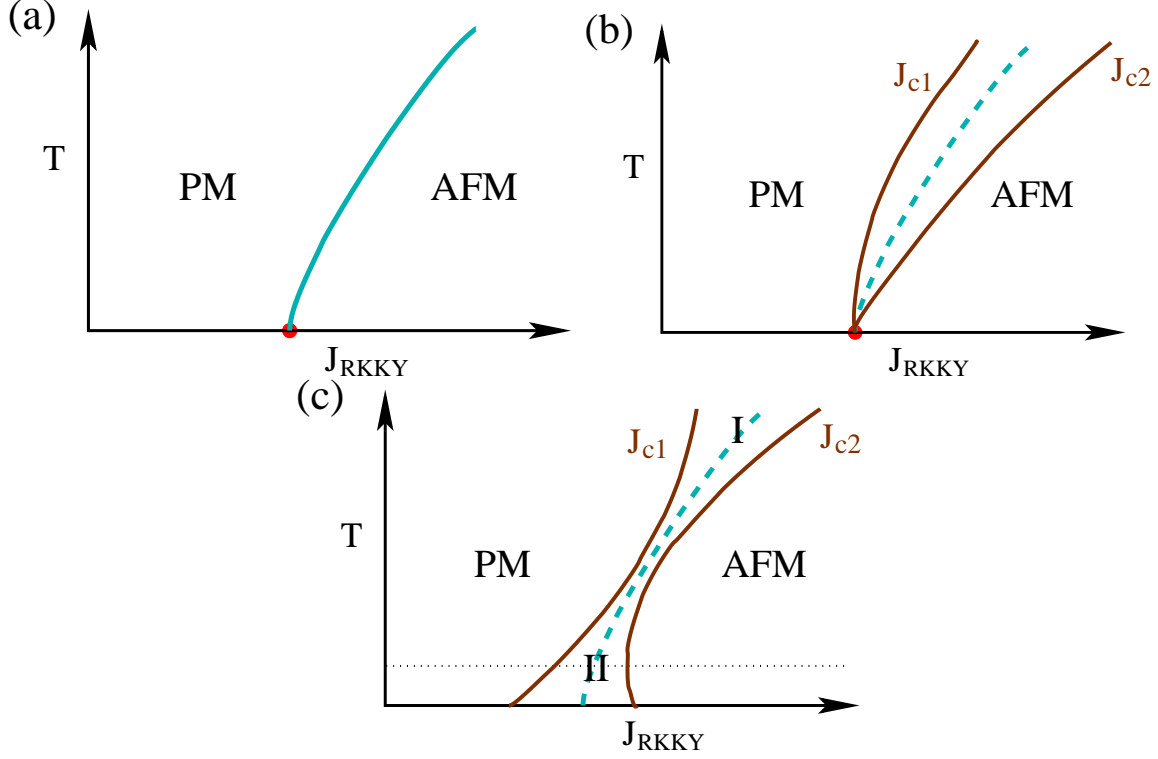 (a)
T
PM
AFM
J_RKKY
(b)
J_c1
J_c2
T
PM
AFM
J_RKKY
(c)
J_c1
I
J_c2
T
PM
AFM
II
J_RKKY